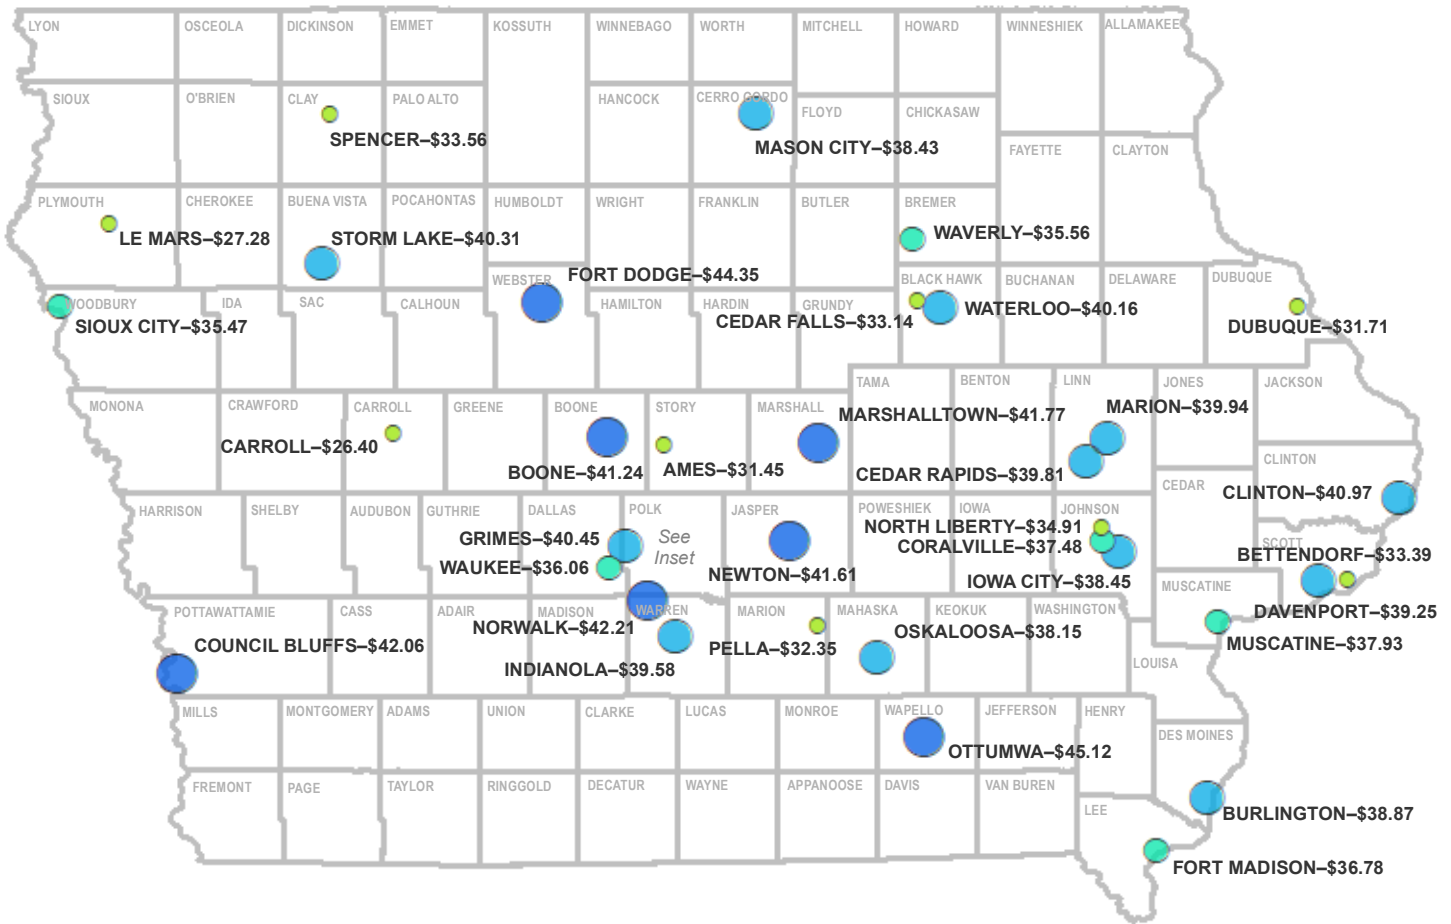 LYON
OSCEOLA
DICKINSON
EMMET
KOSSUTH
WINNEBAGO
WORTH
MITCHELL
HOWARD
WINNESHIEK
ALLAMAKEE
SIOUX
O'BRIEN
CLAY
PALO ALTO
HANCOCK
CERRO GORDO
FLOYD
CHICKASAW
SPENCER–$33.56
MASON CITY–$38.43
FAYETTE
CLAYTON
PLYMOUTH
CHEROKEE
BUENA VISTA
POCAHONTAS
HUMBOLDT
WRIGHT
FRANKLIN
BUTLER
BREMER
LE MARS–$27.28
STORM LAKE–$40.31
WAVERLY–$35.56
WEBSTER
FORT DODGE–$44.35
BLACK HAWK
BUCHANAN
DELAWARE
DUBUQUE
WOODBURY
IDA
SAC
CALHOUN
HAMILTON
HARDIN
GRUNDY
SIOUX CITY–$35.47
CEDAR FALLS–$33.14
WATERLOO–$40.16
DUBUQUE–$31.71
TAMA
BENTON
LINN
JONES
JACKSON
MONONA
CRAWFORD
CARROLL
GREENE
BOONE
STORY
MARSHALL
MARSHALLTOWN–$41.77
MARION–$39.94
CARROLL–$26.40
BOONE–$41.24
AMES–$31.45
CEDAR RAPIDS–$39.81
CLINTON
CEDAR
CLINTON–$40.97
HARRISON
SHELBY
AUDUBON
GUTHRIE
DALLAS
POLK
JASPER
POWESHIEK
IOWA
JOHNSON
GRIMES–$40.45
See
Inset
NORTH LIBERTY–$34.91
CORALVILLE–$37.48
SCOTT
BETTENDORF–$33.39
WAUKEE–$36.06
NEWTON–$41.61
IOWA CITY–$38.45
MUSCATINE
DAVENPORT–$39.25
POTTAWATTAMIE
CASS
ADAIR
MADISON
WARREN
MARION
MAHASKA
KEOKUK
WASHINGTON
NORWALK–$42.21
OSKALOOSA–$38.15
COUNCIL BLUFFS–$42.06
PELLA–$32.35
MUSCATINE–$37.93
INDIANOLA–$39.58
LOUISA
MILLS
MONTGOMERY
ADAMS
UNION
CLARKE
LUCAS
MONROE
WAPELLO
JEFFERSON
HENRY
DES MOINES
OTTUMWA–$45.12
FREMONT
PAGE
TAYLOR
RINGGOLD
DECATUR
WAYNE
APPANOOSE
DAVIS
VAN BUREN
LEE
BURLINGTON–$38.87
FORT MADISON–$36.78